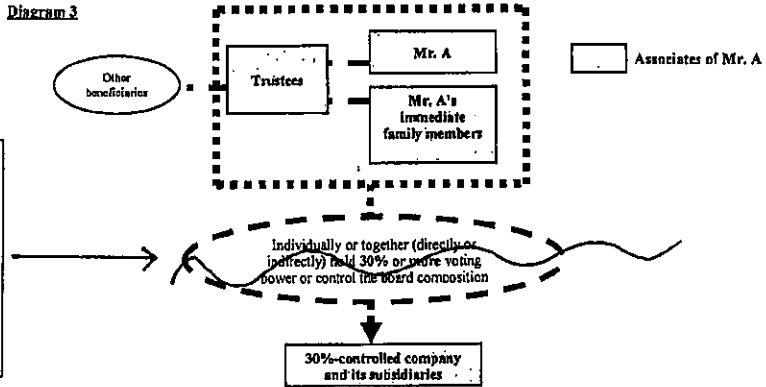 Diagram 3
Mr. A
Associates of Mr. A
Other
beneficiaries
Trustees
Mr. A's
immediate
family members
Individually or together (directly or
indirectly) hold 30% or more voting
power or control the board composition
30%-controlled company
and its subsidiaries